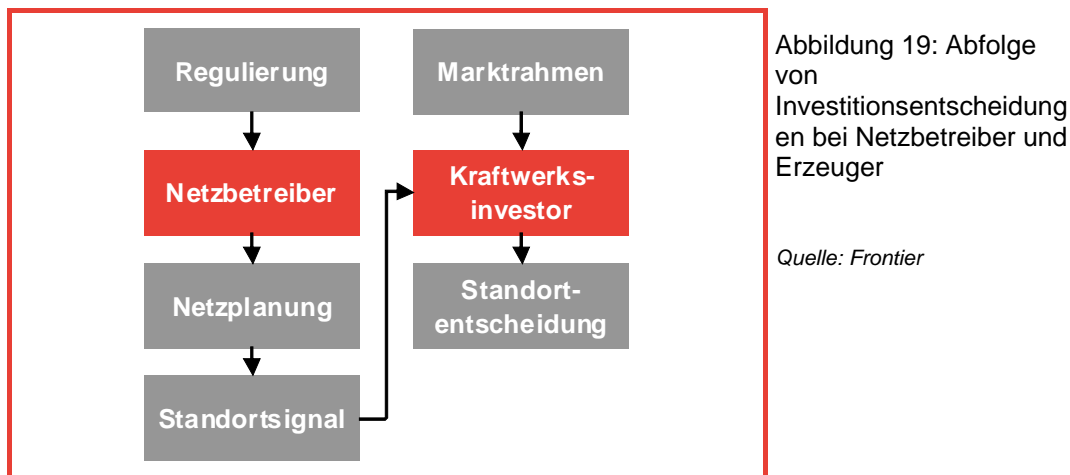 Regulierung
Netzbetreiber
Netzplanung
Standortsignal
Marktrahmen
Kraftwerks-
investor
Standort-
entscheidung
Abbildung 19: Abfolge
von
Investitionsentscheidung
en bei Netzbetreiber und
Erzeuger
Quelle: Frontier